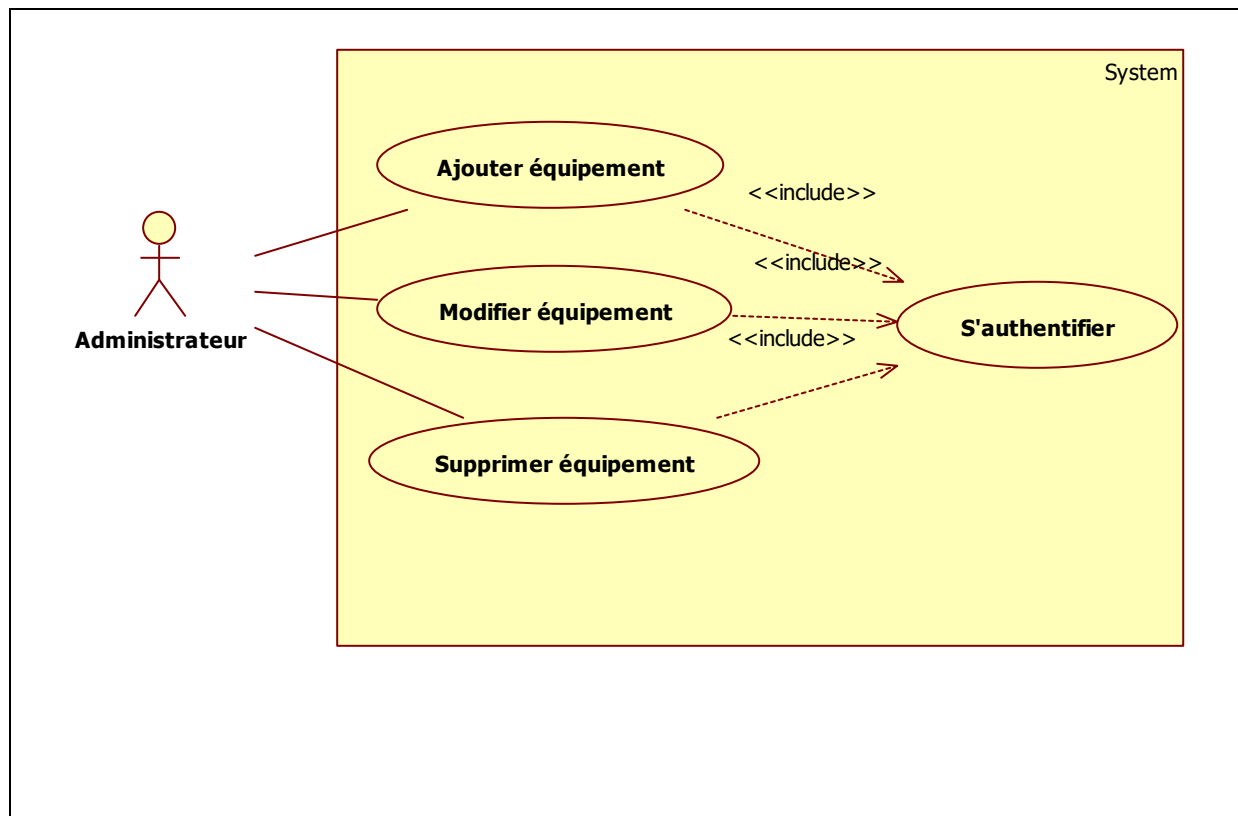 System
Ajouter équipement
<<include>>
<<include>>
Modifier équipement
S'authentifier
<<include>>
Administrateur
Supprimer équipement